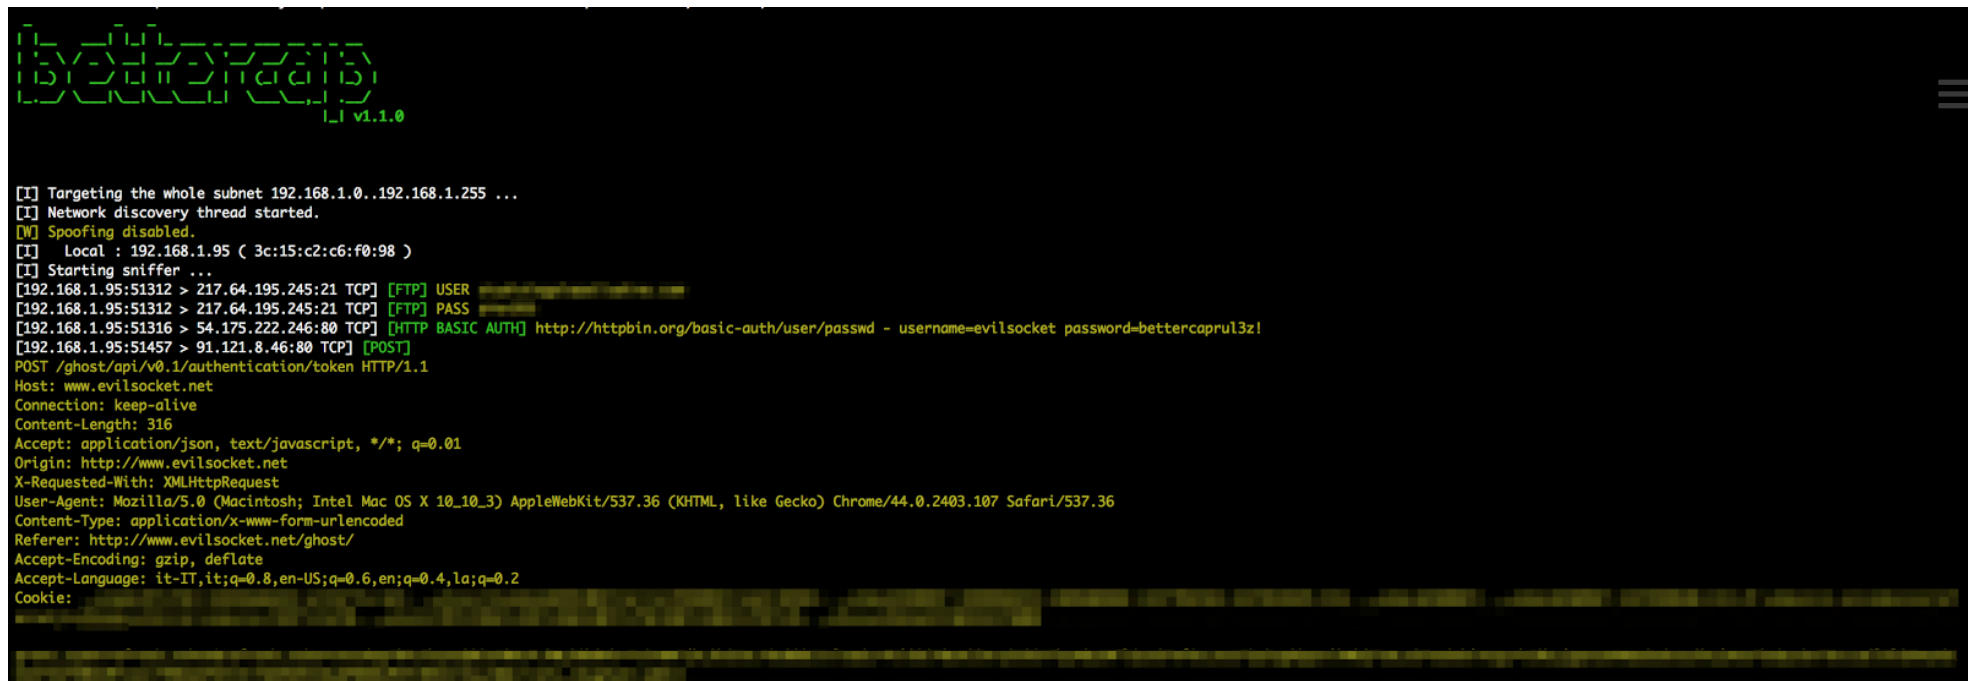 bettercap
v1.1.0
[I] Targeting the whole subnet 192.168.1.0..192.168.1.255 ...
[I] Network discovery thread started.
[W] Spoofing disabled.
[I]   Local : 192.168.1.95 ( 3c:15:c2:c6:f0:98 )
[I] Starting sniffer ...
[192.168.1.95:51312 > 217.64.195.245:21 TCP] [FTP] USER
[192.168.1.95:51312 > 217.64.195.245:21 TCP] [FTP] PASS
[192.168.1.95:51316 > 54.175.222.246:80 TCP] [HTTP BASIC AUTH] http://httpbin.org/basic-auth/user/passwd - username=evilsocket password=bettercaprul3z!
[192.168.1.95:51457 > 91.121.8.46:80 TCP] [POST]
POST /ghost/api/v0.1/authentication/token HTTP/1.1
Host: www.evilsocket.net
Connection: keep-alive
Content-Length: 316
Accept: application/json, text/javascript, */*; q=0.01
Origin: http://www.evilsocket.net
X-Requested-With: XMLHttpRequest
User-Agent: Mozilla/5.0 (Macintosh; Intel Mac OS X 10_10_3) AppleWebKit/537.36 (KHTML, like Gecko) Chrome/44.0.2403.107 Safari/537.36
Content-Type: application/x-www-form-urlencoded
Referer: http://www.evilsocket.net/ghost/
Accept-Encoding: gzip, deflate
Accept-Language: it-IT,it;q=0.8,en-US;q=0.6,en;q=0.4,la;q=0.2
Cookie: